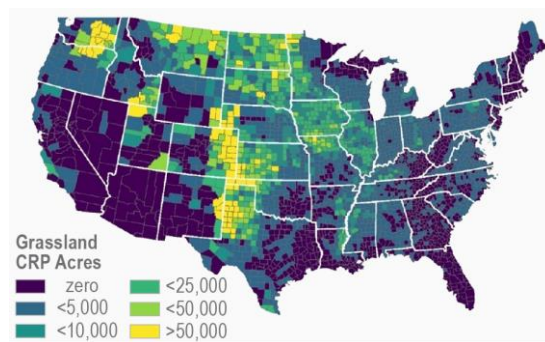 Grassland
CRP Acres
zero <25,000
<5,000 <50,000
<10,000 >50,000